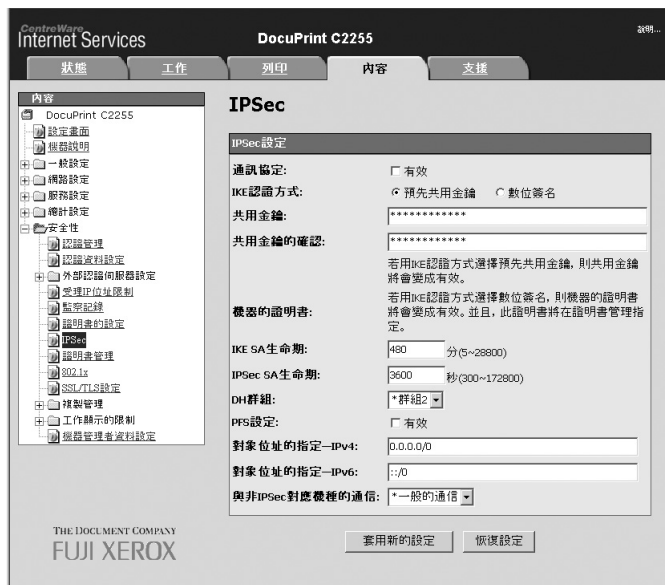 CentreWare
Internet Services
DocuPrint C2255
說明...
狀態
工作
列印
內容
支援
內容
DocuPrint C2255
設定畫面
機器說明
一般設定
網路設定
服務設定
總計設定
安全性
認證管理
認證資料設定
外部認證伺服器設定
受理IP位址限制
監察記錄
證明書的設定
IPSec
證明書管理
802.1x
SSL/TLS設定
複製管理
工作顯示的限制
機器管理者資料設定
IPSec
IPSec設定
通訊協定:
有效
IKE認證方式:
預先共用金鑰
數位簽名
共用金鑰:
************
共用金鑰的確認:
************
若用IKE認證方式選擇預先共用金鑰, 則共用金鑰
將會變成有效。
機器的證明書:
若用IKE認證方式選擇數位簽名, 則機器的證明書
將會變成有效。並且, 此證明書將在證明書管理指
定。
IKE SA生命期:
480
分(5~28800)
IPSec SA生命期:
3600
秒(300~172800)
DH群組:
*群組2
PFS設定:
有效
對象位址的指定—IPv4:
0.0.0.0/0
對象位址的指定—IPv6:
::/0
與非IPSec對應機種的通信:
*一般的通信
套用新的設定
恢復設定
THE DOCUMENT COMPANY
FUJI XEROX